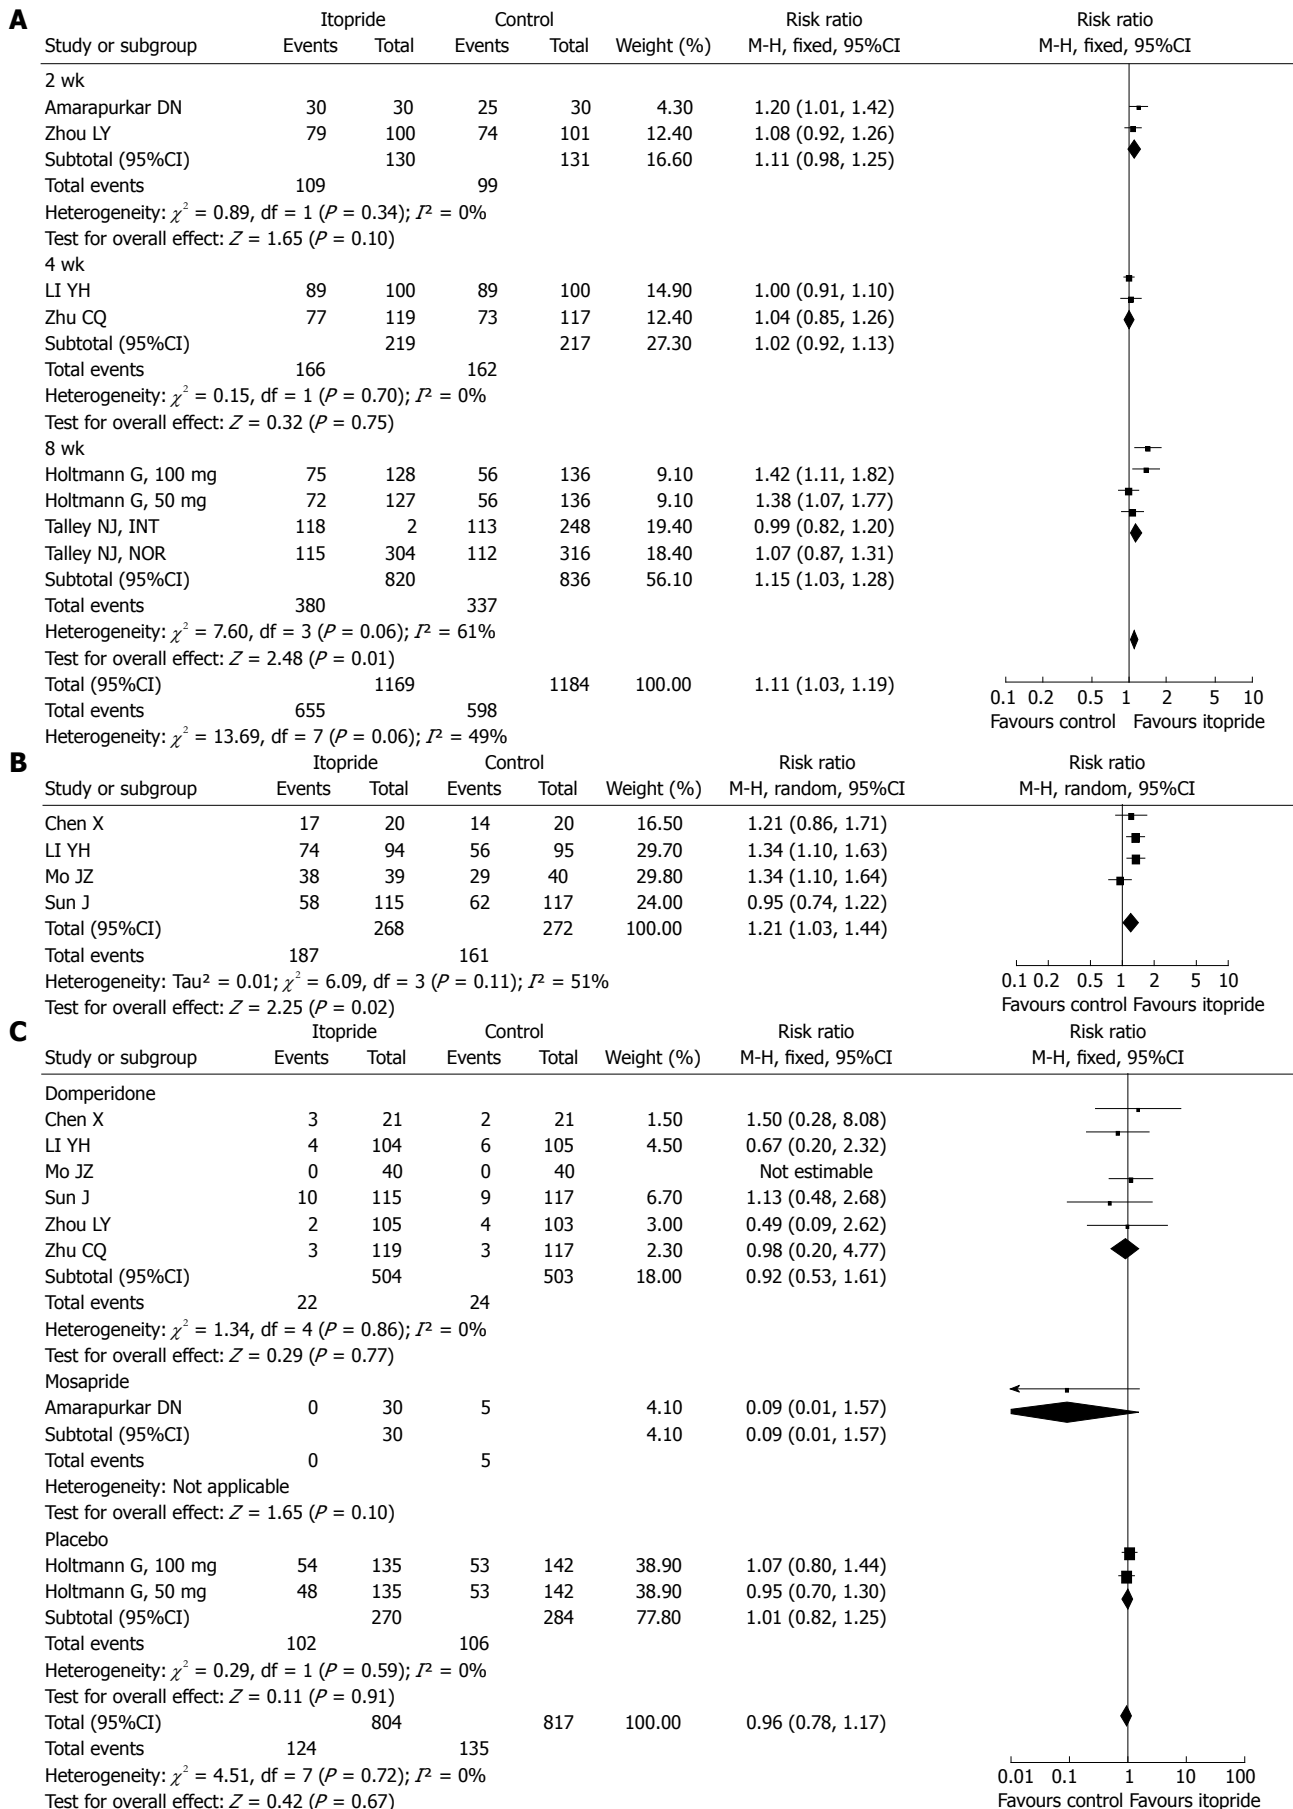 A Itopride Control Risk ratio Risk ratio
Study or subgroup Events Total Events Total Weight (%) M-H, fixed, 95%CI M-H, fixed, 95%CI
2 wk
Amarapurkar DN 30 30 25 30 4.30 1.20 (1.01, 1.42)
Zhou LY 79 100 74 101 12.40 1.08 (0.92, 1.26)
Subtotal (95%CI) 130 131 16.60 1.11 (0.98, 1.25)
Total events 109 99
Heterogeneity: χ² = 0.89, df = 1 (P = 0.34); I² = 0%
Test for overall effect: Z = 1.65 (P = 0.10)
4 wk
LI YH 89 100 89 100 14.90 1.00 (0.91, 1.10)
Zhu CQ 77 119 73 117 12.40 1.04 (0.85, 1.26)
Subtotal (95%CI) 219 217 27.30 1.02 (0.92, 1.13)
Total events 166 162
Heterogeneity: χ² = 0.15, df = 1 (P = 0.70); I² = 0%
Test for overall effect: Z = 0.32 (P = 0.75)
8 wk
Holtmann G, 100 mg 75 128 56 136 9.10 1.42 (1.11, 1.82)
Holtmann G, 50 mg 72 127 56 136 9.10 1.38 (1.07, 1.77)
Talley NJ, INT 118 2 113 248 19.40 0.99 (0.82, 1.20)
Talley NJ, NOR 115 304 112 316 18.40 1.07 (0.87, 1.31)
Subtotal (95%CI) 820 836 56.10 1.15 (1.03, 1.28)
Total events 380 337
Heterogeneity: χ² = 7.60, df = 3 (P = 0.06); I² = 61%
Test for overall effect: Z = 2.48 (P = 0.01)
Total (95%CI) 1169 1184 100.00 1.11 (1.03, 1.19)
0.1 0.2 0.5 1 2 5 10
Total events 655 598
Favours control Favours itopride
Heterogeneity: χ² = 13.69, df = 7 (P = 0.06); I² = 49%
B Itopride Control Risk ratio Risk ratio
Study or subgroup Events Total Events Total Weight (%) M-H, random, 95%CI M-H, random, 95%CI
Chen X 17 20 14 20 16.50 1.21 (0.86, 1.71)
LI YH 74 94 56 95 29.70 1.34 (1.10, 1.63)
Mo JZ 38 39 29 40 29.80 1.34 (1.10, 1.64)
Sun J 58 115 62 117 24.00 0.95 (0.74, 1.22)
Total (95%CI) 268 272 100.00 1.21 (1.03, 1.44)
Total events 187 161
Heterogeneity: Tau² = 0.01; χ² = 6.09, df = 3 (P = 0.11); I² = 51%
0.1 0.2 0.5 1 2 5 10
Test for overall effect: Z = 2.25 (P = 0.02)
Favours control Favours itopride
C Itopride Control Risk ratio Risk ratio
Study or subgroup Events Total Events Total Weight (%) M-H, fixed, 95%CI M-H, fixed, 95%CI
Domperidone
Chen X 3 21 2 21 1.50 1.50 (0.28, 8.08)
LI YH 4 104 6 105 4.50 0.67 (0.20, 2.32)
Mo JZ 0 40 0 40 Not estimable
Sun J 10 115 9 117 6.70 1.13 (0.48, 2.68)
Zhou LY 2 105 4 103 3.00 0.49 (0.09, 2.62)
Zhu CQ 3 119 3 117 2.30 0.98 (0.20, 4.77)
Subtotal (95%CI) 504 503 18.00 0.92 (0.53, 1.61)
Total events 22 24
Heterogeneity: χ² = 1.34, df = 4 (P = 0.86); I² = 0%
Test for overall effect: Z = 0.29 (P = 0.77)
Mosapride
Amarapurkar DN 0 30 5 4.10 0.09 (0.01, 1.57)
Subtotal (95%CI) 30 4.10 0.09 (0.01, 1.57)
Total events 0 5
Heterogeneity: Not applicable
Test for overall effect: Z = 1.65 (P = 0.10)
Placebo
Holtmann G, 100 mg 54 135 53 142 38.90 1.07 (0.80, 1.44)
Holtmann G, 50 mg 48 135 53 142 38.90 0.95 (0.70, 1.30)
Subtotal (95%CI) 270 284 77.80 1.01 (0.82, 1.25)
Total events 102 106
Heterogeneity: χ² = 0.29, df = 1 (P = 0.59); I² = 0%
Test for overall effect: Z = 0.11 (P = 0.91)
Total (95%CI) 804 817 100.00 0.96 (0.78, 1.17)
Total events 124 135
Heterogeneity: χ² = 4.51, df = 7 (P = 0.72); I² = 0%
0.01 0.1 1 10 100
Test for overall effect: Z = 0.42 (P = 0.67)
Favours control Favours itopride